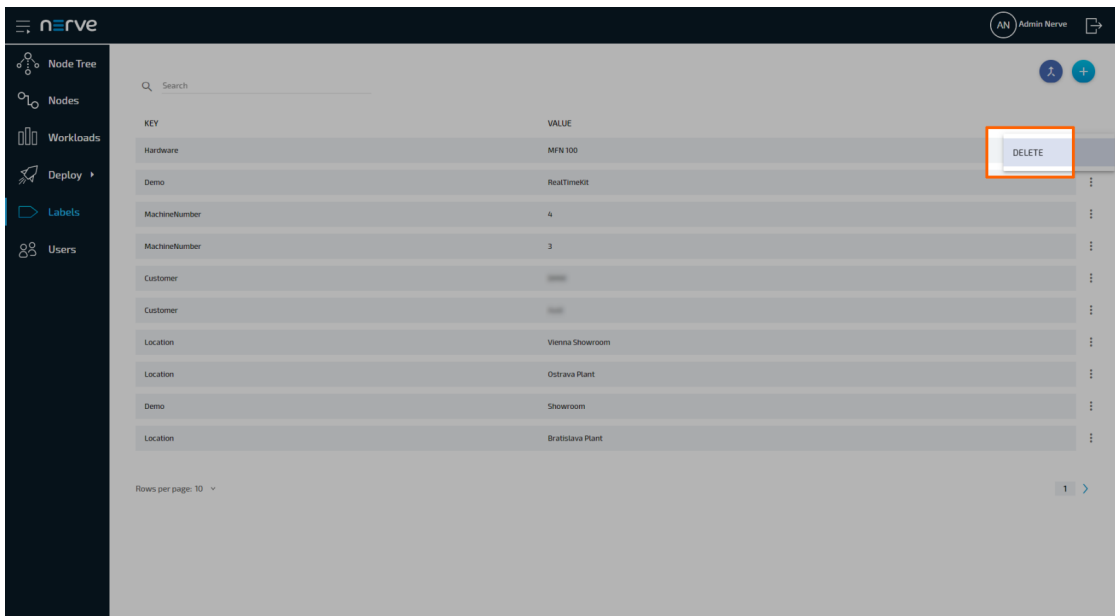 nerve
AN Admin Nerve
Node Tree
Nodes
Workloads
Deploy
Labels
Users
Search
KEY VALUE
Hardware MFN 100
DELETE
Demo RealTimeKit
MachineNumber 4
MachineNumber 3
Customer
Customer
Location Vienna Showroom
Location Ostrava Plant
Demo Showroom
Location Bratislava Plant
Rows per page: 10
1